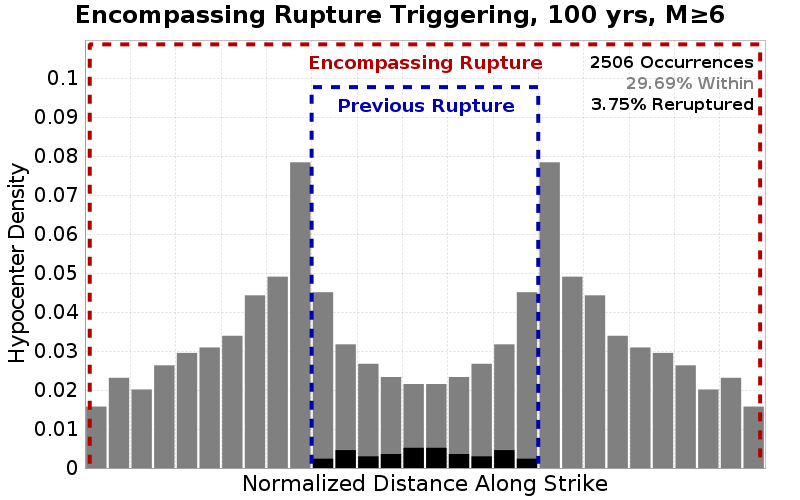 Encompassing Rupture Triggering, 100 yrs, M≥6
Encompassing Rupture
Previous Rupture
2506 Occurrences
29.69% Within
3.75% Reruptured
Hypocenter Density
0.1
0.09
0.08
0.07
0.06
0.05
0.04
0.03
0.02
0.01
0
Normalized Distance Along Strike